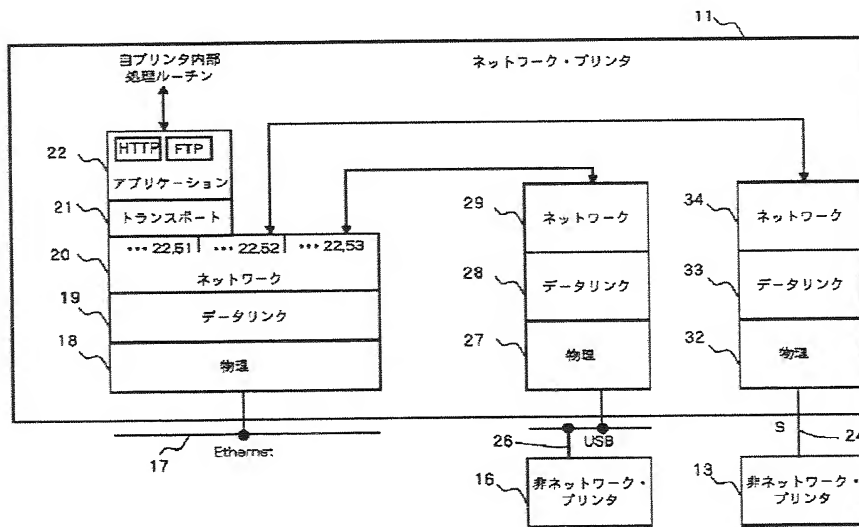 11
自プリンタ内部
処理ルーチン
ネットワーク・プリンタ
22
HTTP FTP
アプリケーション
21
トランスポート
20
… 22,51 … 22,52 … 22,53
ネットワーク
19
データリンク
18
物理
29
ネットワーク
28
データリンク
27
物理
34
ネットワーク
33
データリンク
32
物理
17
Ethernet
26
USB
S
24
16
非ネットワーク・
プリンタ
13
非ネットワーク・
プリンタ